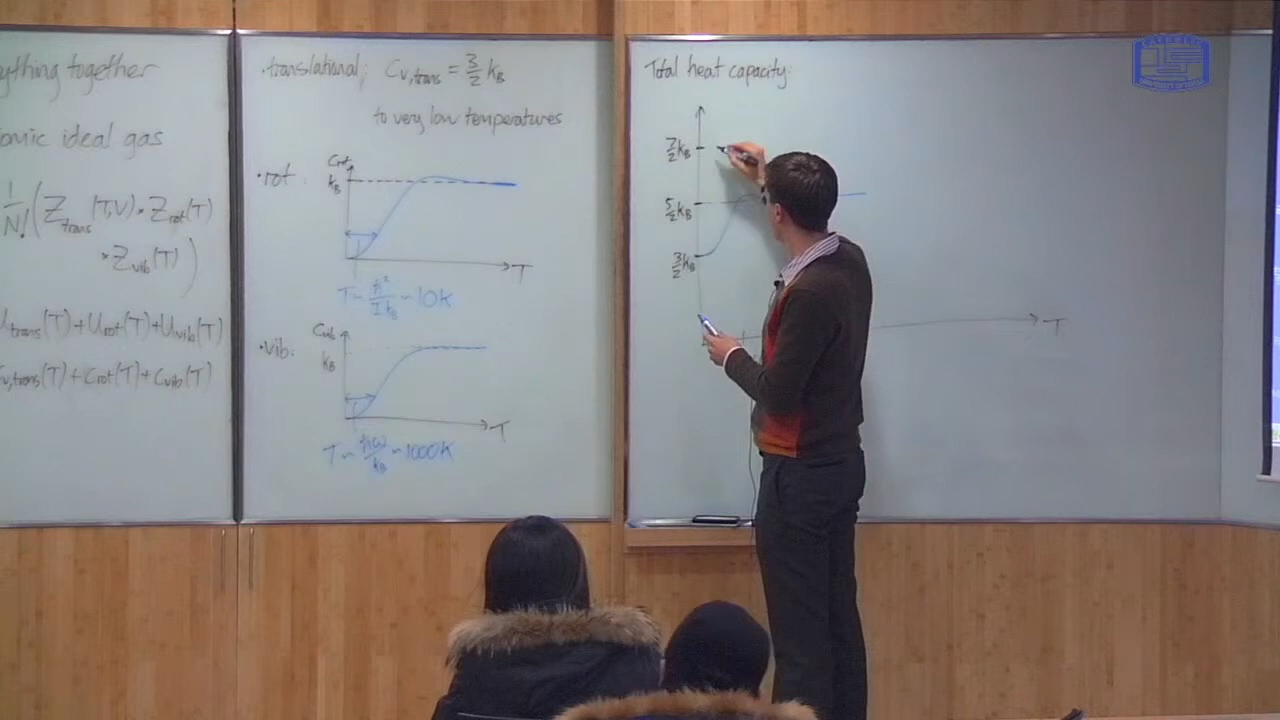 ything together
omic ideal gas
1/N! (Z_trans(T,V) · Z_rot(T)
· Z_vib(T))
U_trans(T)+U_rot(T)+U_vib(T)
v,trans(T)+C_rot(T)+C_vib(T)
· translational: C_v,trans = 3/2 k_B
to very low temperatures
· rot:
C_rot
k_B
T
T ~ ħ²/I k_B ~ 10K
· vib.
C_vib
k_B
T
T ~ ħω/k_B ~ 1000K
Total heat capacity:
7/2 k_B
5/2 k_B
3/2 k_B
T